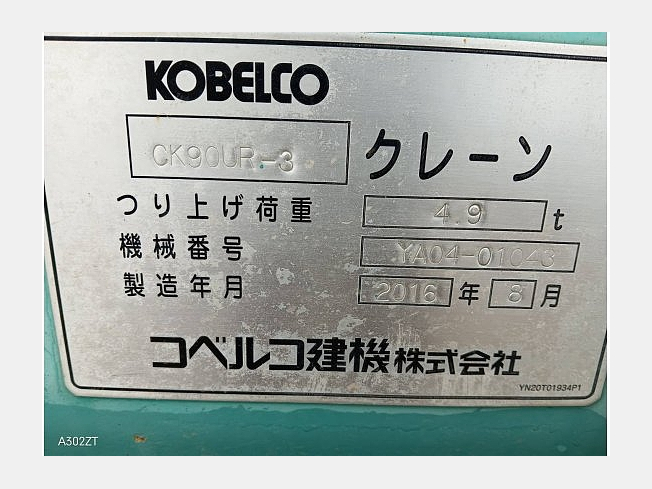 KOBELCO
CK90UR-3 クレーン
つり上げ荷重 4.9 t
機械番号 YA04-01043
製造年月 2016 年 8 月
コベルコ建機株式会社
YN20T01934P1
A302ZT